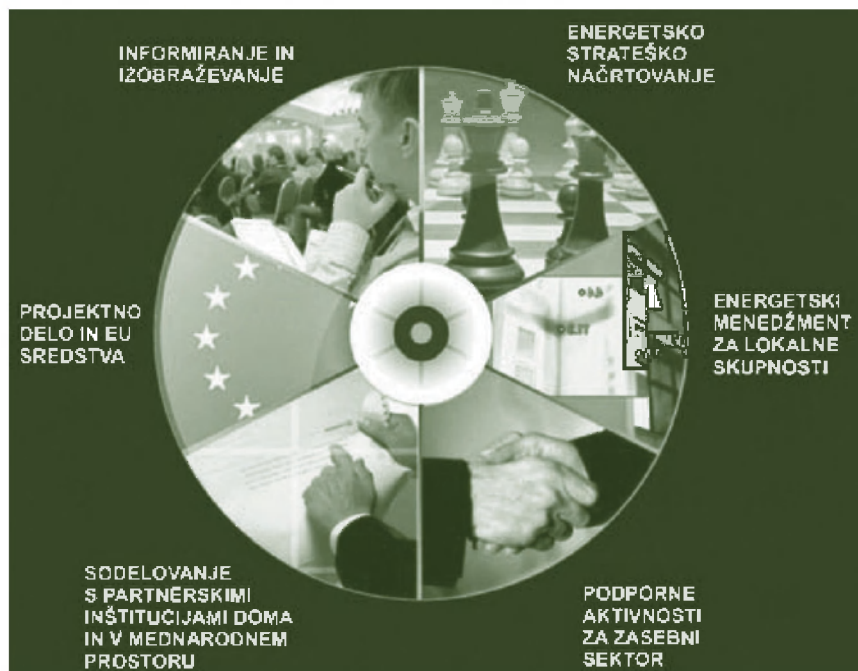 INFORMIRANJE IN
IZOBRAŽEVANJE
ENERGETSKO
STRATEŠKO
NAČRTOVANJE
PROJEKTNO
DELO IN EU
SREDSTVA
ENERGETSKI
MENEDŽMENT
ZA LOKALNE
SKUPNOSTI
SODELOVANJE
S PARTNERSKIMI
INŠTITUCIJAMI DOMA
IN V MEDNARODNEM
PROSTORU
PODPORNE
AKTIVNOSTI
ZA ZASEBNI
SEKTOR